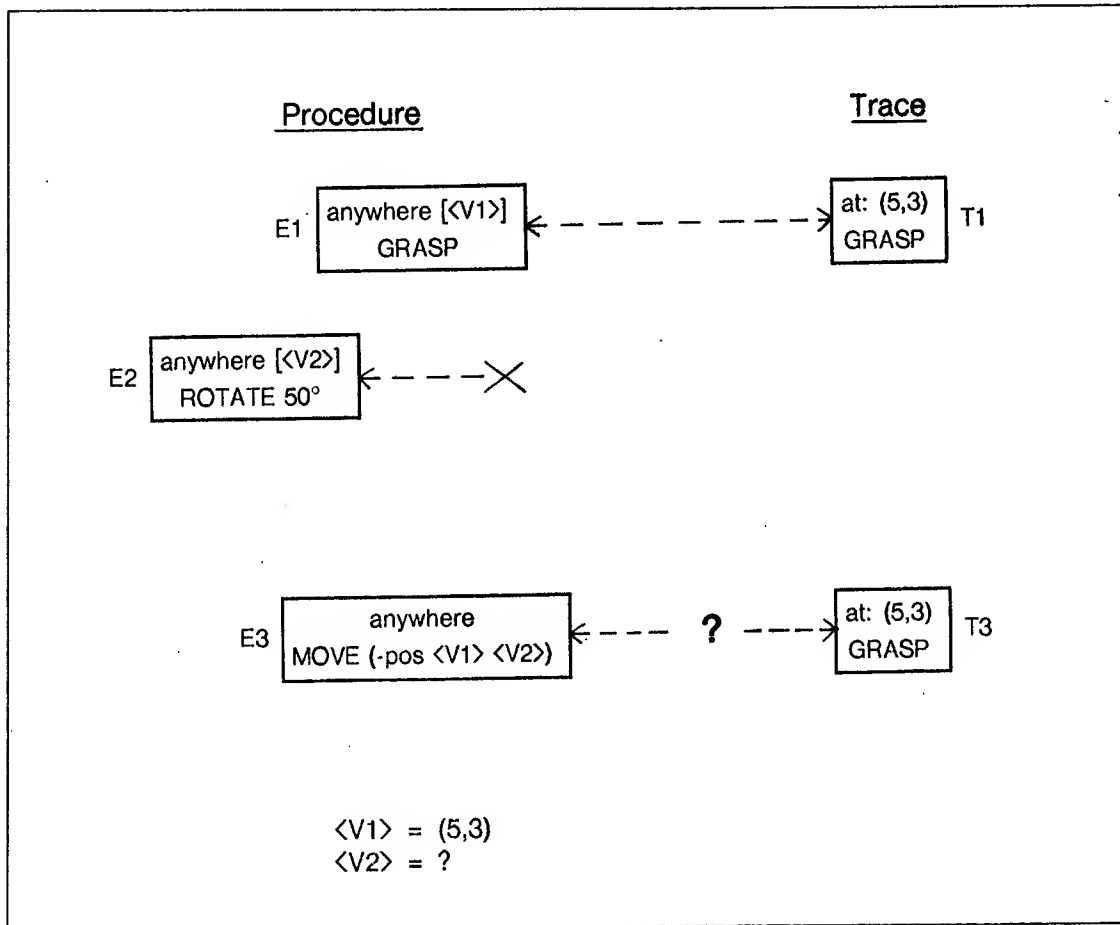 Procedure
Trace
E1
anywhere [<V1>]
GRASP
at: (5,3)
GRASP
T1
E2
anywhere [<V2>]
ROTATE 50°
E3
anywhere
MOVE (-pos <V1> <V2>)
?
at: (5,3)
GRASP
T3
<V1> = (5,3)
<V2> = ?